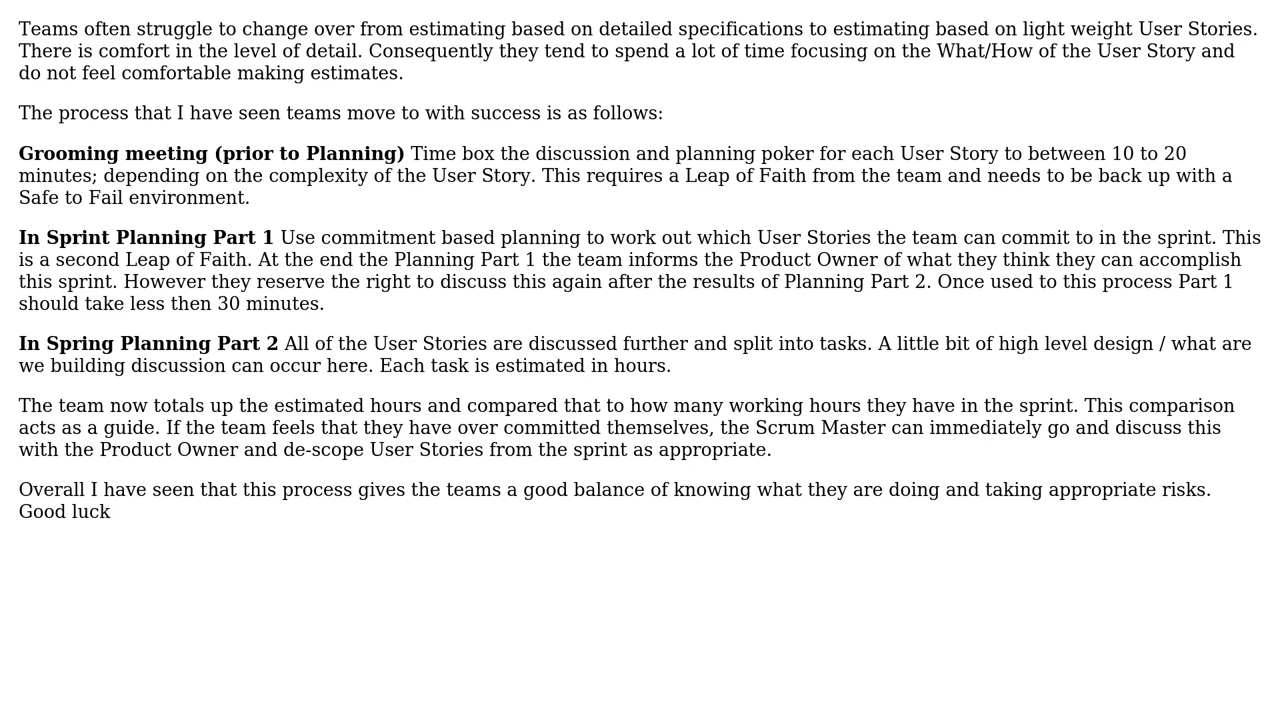 Teams often struggle to change over from estimating based on detailed specifications to estimating based on light weight User Stories.
There is comfort in the level of detail. Consequently they tend to spend a lot of time focusing on the What/How of the User Story and
do not feel comfortable making estimates.
The process that I have seen teams move to with success is as follows:
Grooming meeting (prior to Planning) Time box the discussion and planning poker for each User Story to between 10 to 20
minutes; depending on the complexity of the User Story. This requires a Leap of Faith from the team and needs to be back up with a
Safe to Fail environment.
In Sprint Planning Part 1 Use commitment based planning to work out which User Stories the team can commit to in the sprint. This
is a second Leap of Faith. At the end the Planning Part 1 the team informs the Product Owner of what they think they can accomplish
this sprint. However they reserve the right to discuss this again after the results of Planning Part 2. Once used to this process Part 1
should take less then 30 minutes.
In Spring Planning Part 2 All of the User Stories are discussed further and split into tasks. A little bit of high level design / what are
we building discussion can occur here. Each task is estimated in hours.
The team now totals up the estimated hours and compared that to how many working hours they have in the sprint. This comparison
acts as a guide. If the team feels that they have over committed themselves, the Scrum Master can immediately go and discuss this
with the Product Owner and de-scope User Stories from the sprint as appropriate.
Overall I have seen that this process gives the teams a good balance of knowing what they are doing and taking appropriate risks.
Good luck